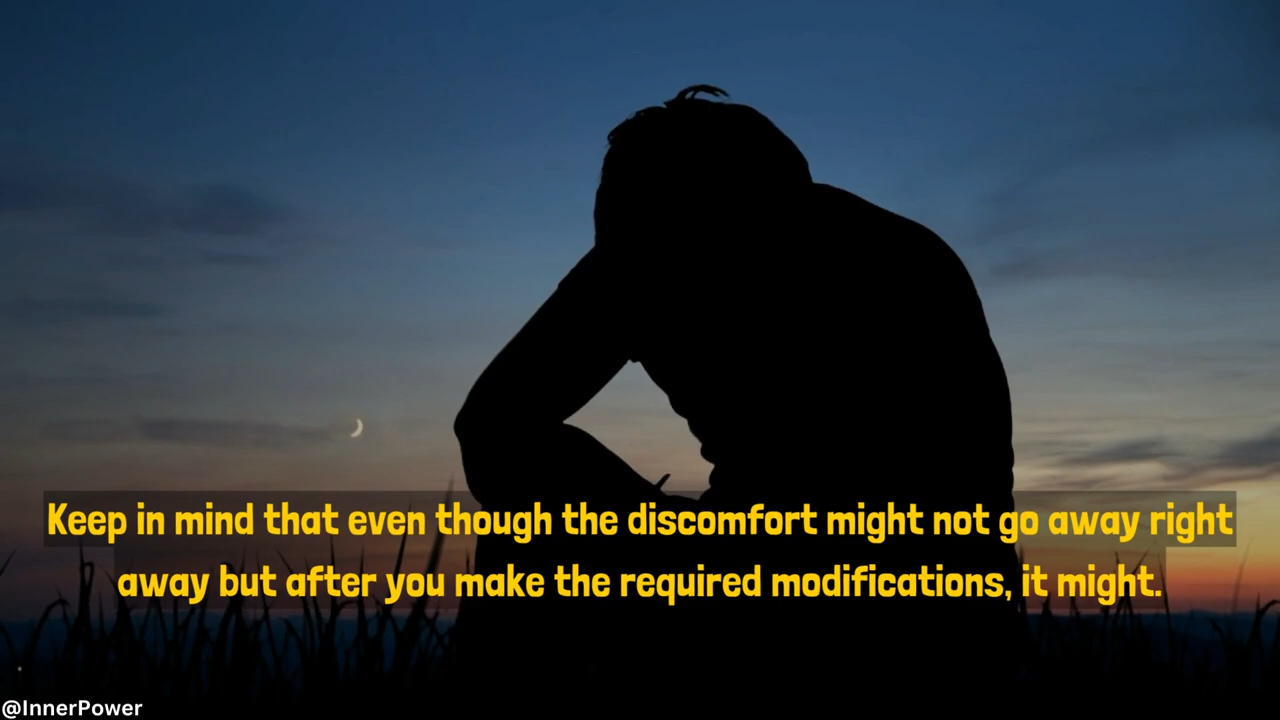 Keep in mind that even though the discomfort might not go away right
away but after you make the required modifications, it might.
@InnerPower